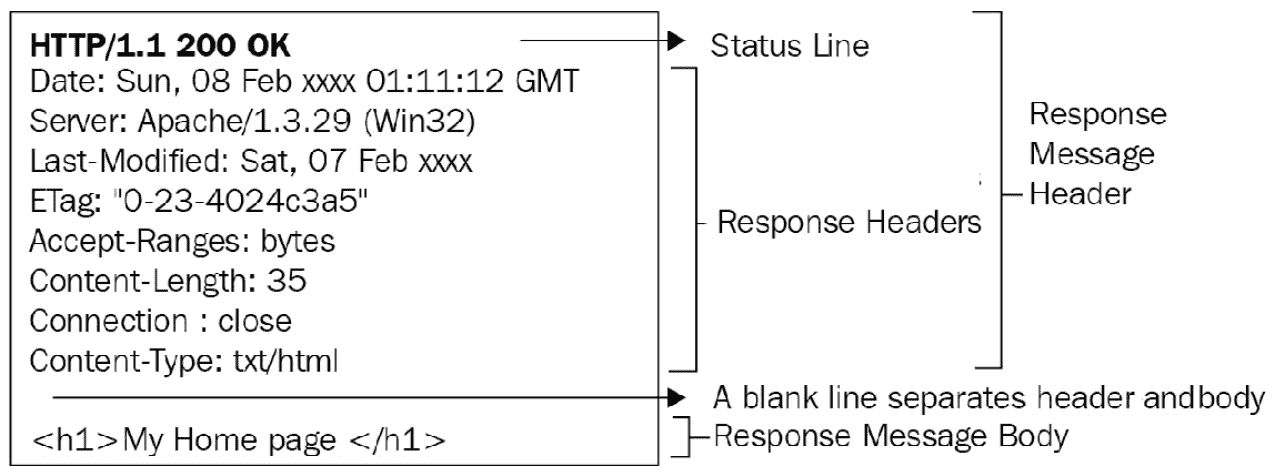 HTTP/1.1 200 OK
Status Line
Date: Sun, 08 Feb xxxx 01:11:12 GMT
Server: Apache/1.3.29 (Win32)
Last-Modified: Sat, 07 Feb xxxx
ETag: "0-23-4024c3a5"
Accept-Ranges: bytes
Content-Length: 35
Connection : close
Content-Type: txt/html
Response Headers
Response
Message
Header
A blank line separates header andbody
<h1>My Home page </h1>
Response Message Body